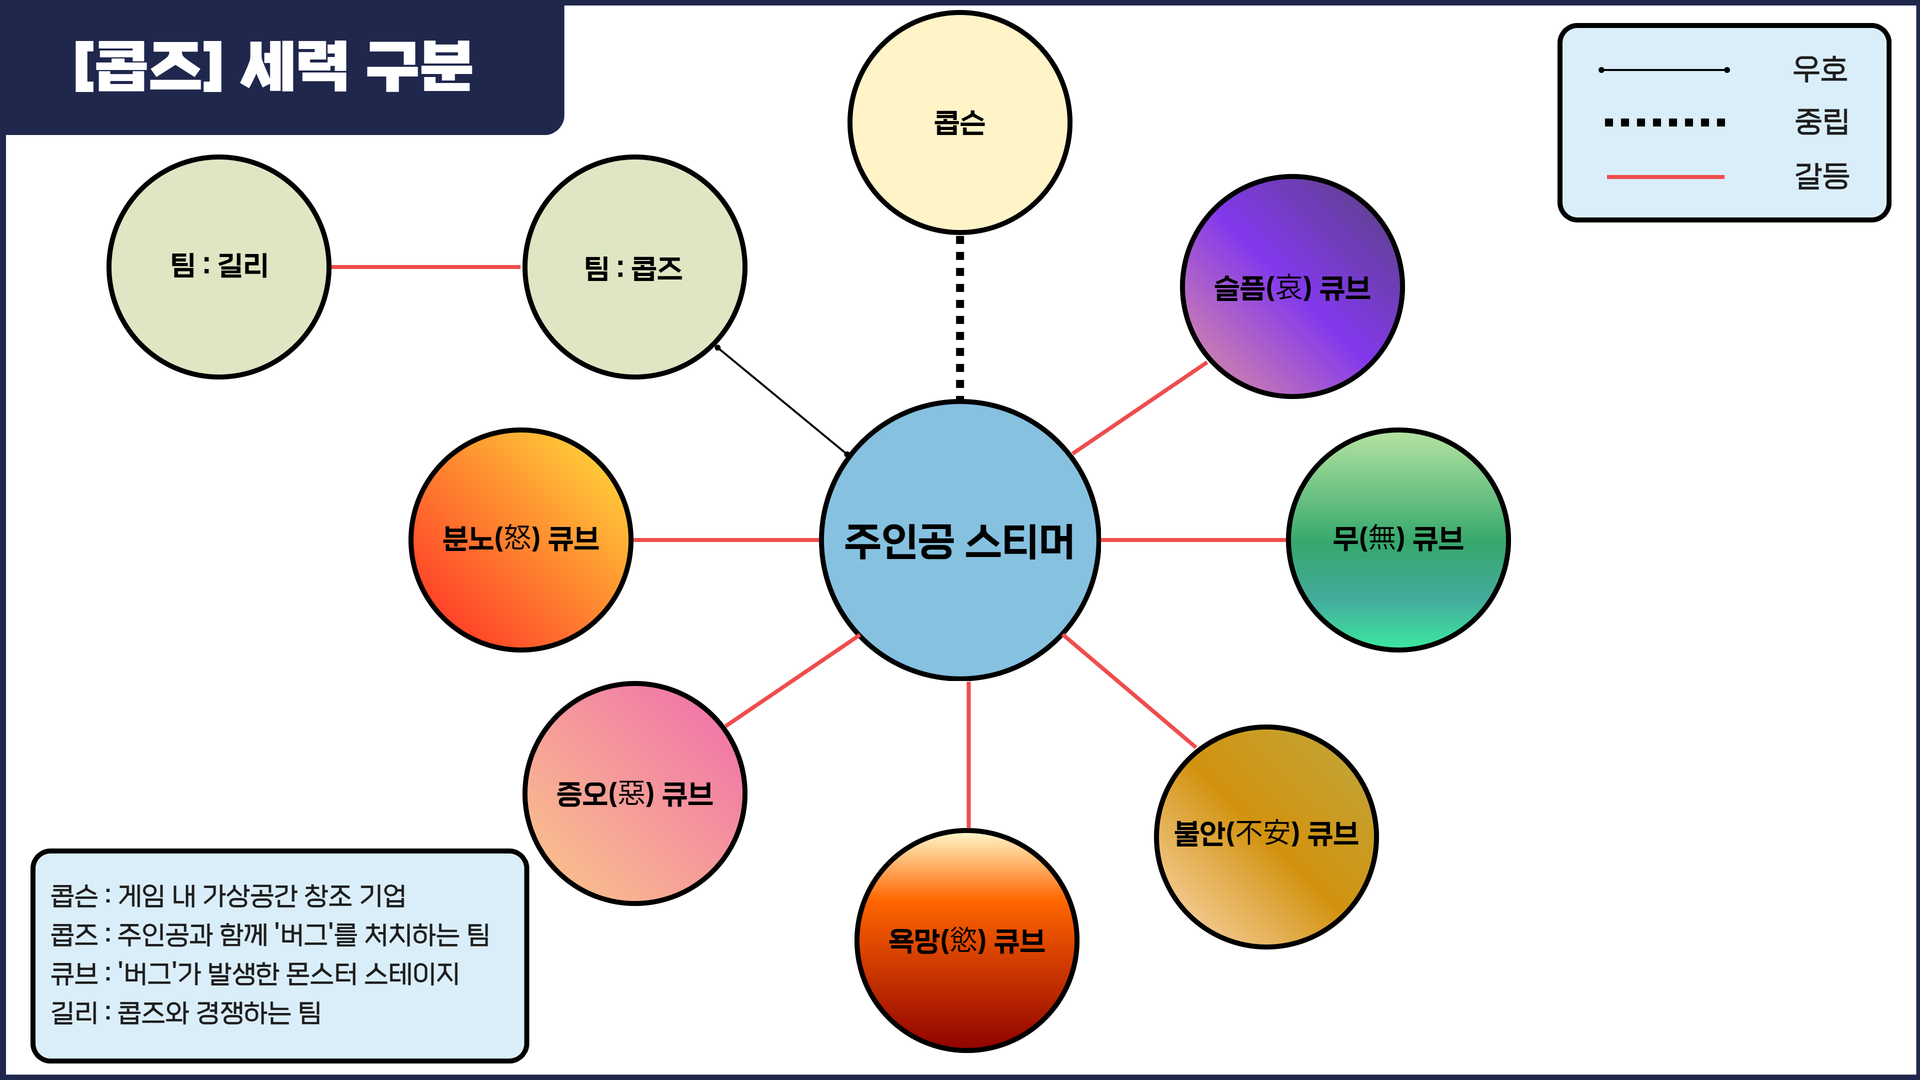 [콥즈] 세력 구분
우호
중립
갈등
콥슨
팀 : 길리
팀 : 콥즈
슬픔(哀) 큐브
분노(怒) 큐브
주인공 스티머
무(無) 큐브
증오(惡) 큐브
불안(不安) 큐브
욕망(慾) 큐브
콥슨 : 게임 내 가상공간 창조 기업
콥즈 : 주인공과 함께 '버그'를 처치하는 팀
큐브 : '버그'가 발생한 몬스터 스테이지
길리 : 콥즈와 경쟁하는 팀